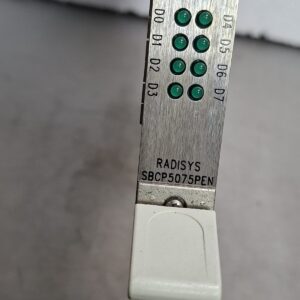 D0 D4
D1 D5
D2 D6
D3 D7
RADISYS
SBCP5075PEN